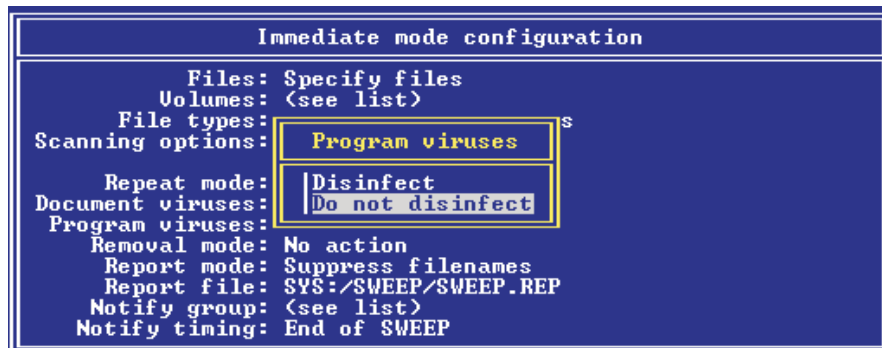 Immediate mode configuration
Files: Specify files
Volumes: (see list)
File types: s
Scanning options:
Program viruses
Repeat mode:
Disinfect
Document viruses:
Do not disinfect
Program viruses:
Removal mode: No action
Report mode: Suppress filenames
Report file: SYS:/SWEEP/SWEEP.REP
Notify group: (see list)
Notify timing: End of SWEEP